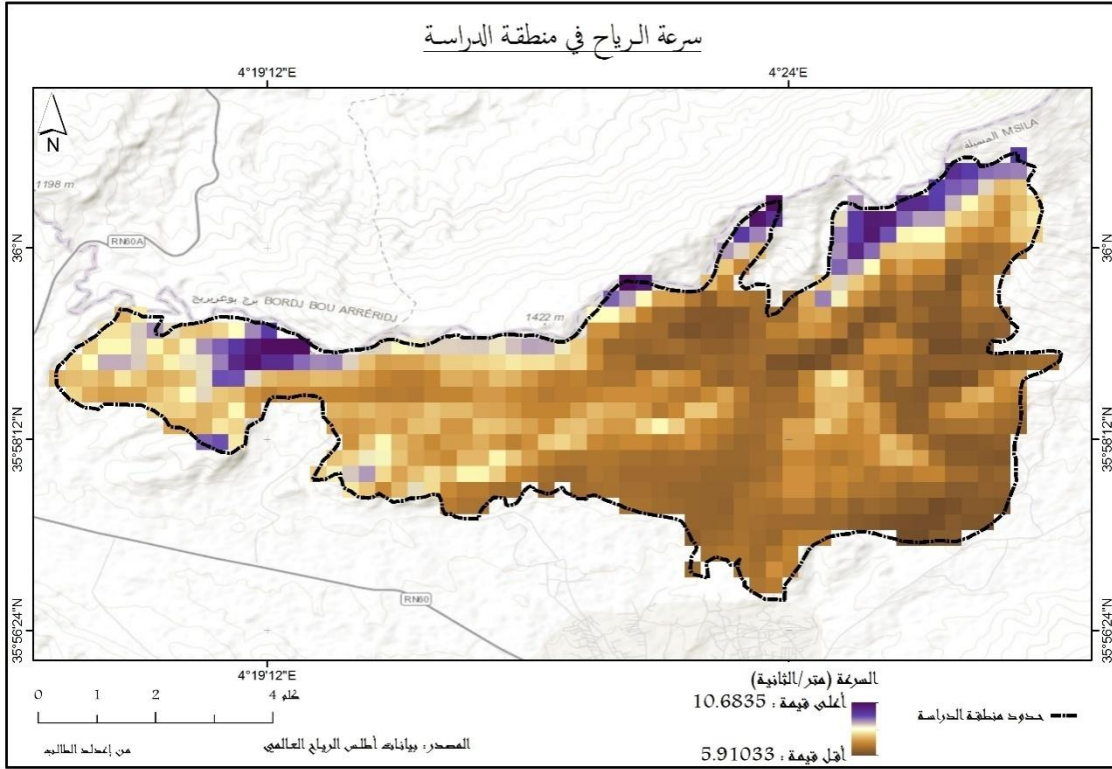 سرعة الرياح في منطقة الدراسة
4°19'12"E
4°24'E
N
المسيلة MSILA
1198 m
RN60A
36°N
36°N
برج بوعريريج BORDJ BOU ARRÉRIDJ
1422 m
35°58'12"N
35°58'12"N
RN60
35°56'24"N
35°56'24"N
4°19'12"E
4°24'E
السرعة (متر/الثانية)
أعلى قيمة : 10.6835
أقل قيمة : 5.91033
حدود منطقة الدراسة
0 1 2 4 كلم
المصدر: بيانات أطلس الرياح العالمي
من إعداد الطالب